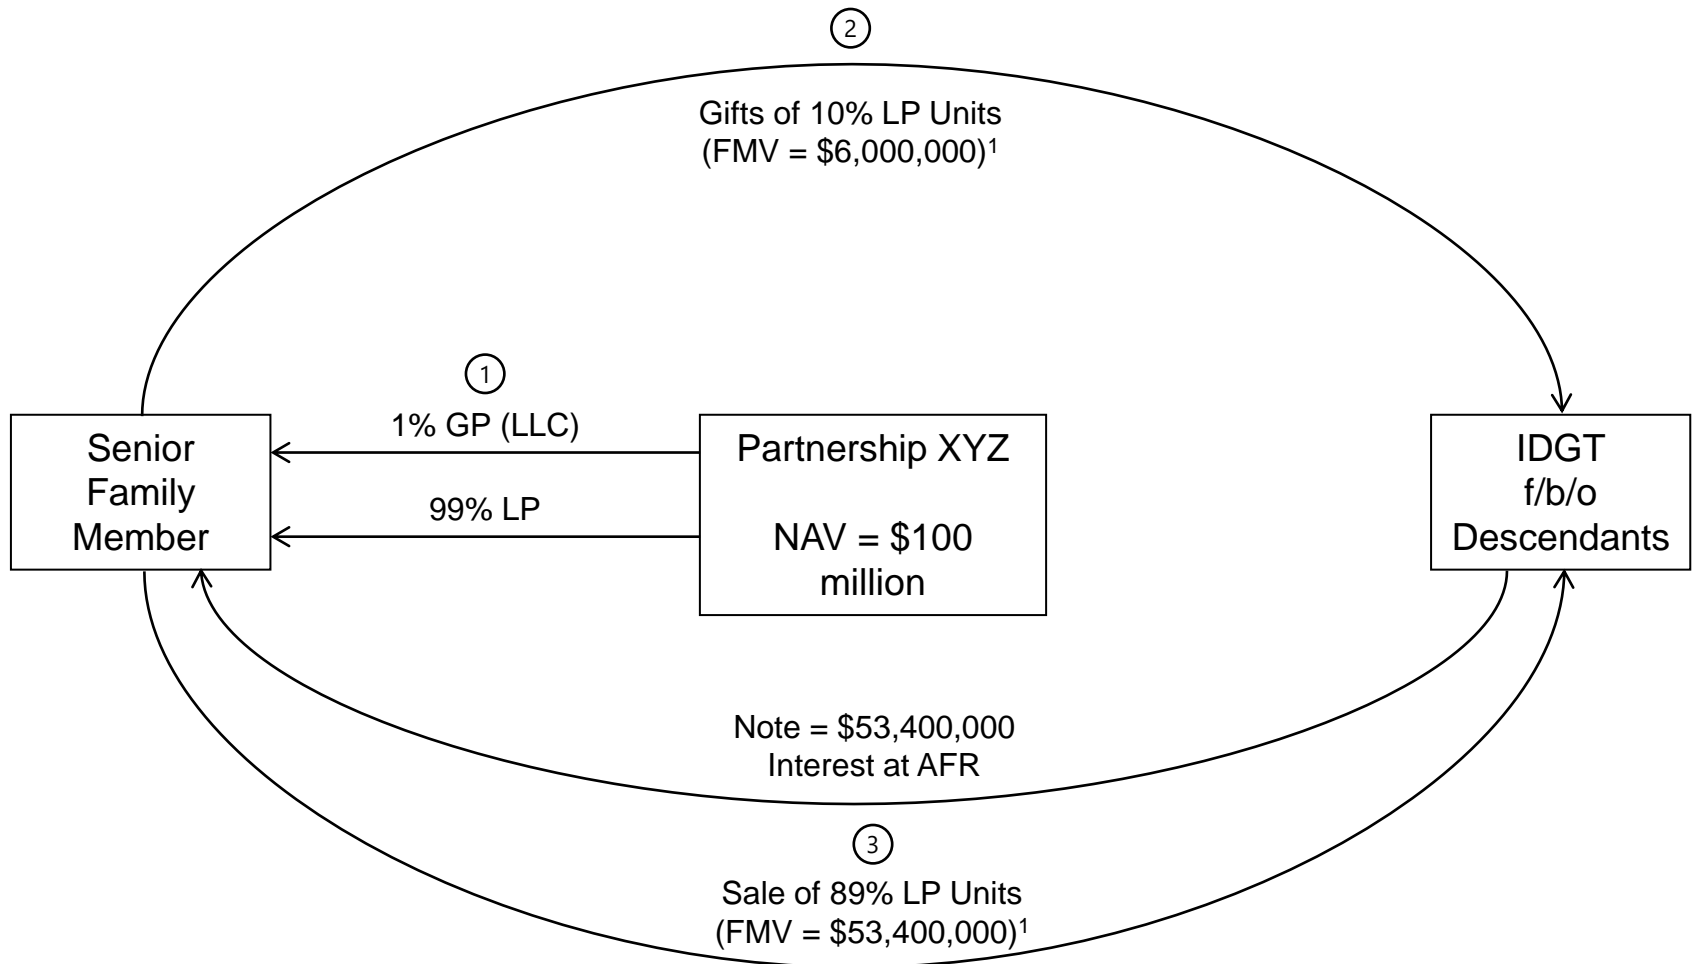 2
Gifts of 10% LP Units
(FMV = $6,000,000)¹
1
1% GP (LLC)
99% LP
Senior
Family
Member
Partnership XYZ
NAV = $100
million
IDGT
f/b/o
Descendants
Note = $53,400,000
Interest at AFR
3
Sale of 89% LP Units
(FMV = $53,400,000)¹